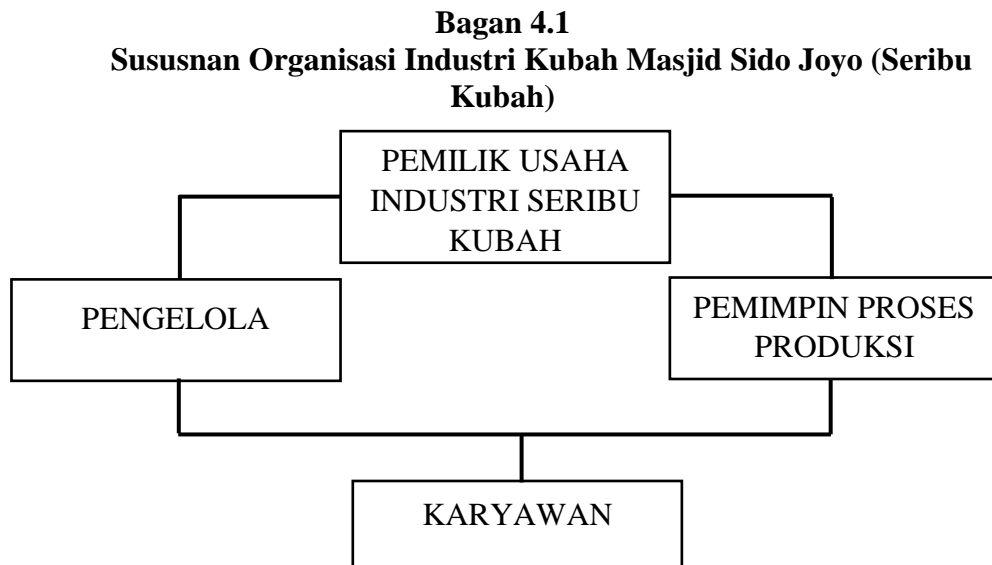 Bagan 4.1
Sususnan Organisasi Industri Kubah Masjid Sido Joyo (Seribu
Kubah)
PEMILIK USAHA
INDUSTRI SERIBU
KUBAH
PENGELOLA
PEMIMPIN PROSES
PRODUKSI
KARYAWAN